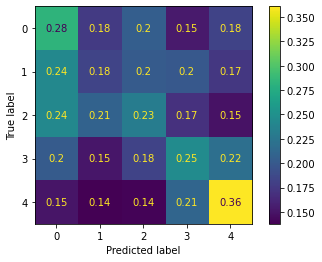 0 0.28 0.18 0.2 0.15 0.18
1 0.24 0.18 0.2 0.2 0.17
2 0.24 0.21 0.23 0.17 0.15
3 0.2 0.15 0.18 0.25 0.22
4 0.15 0.14 0.14 0.21 0.36
0 1 2 3 4
Predicted label
True label
0.350
0.325
0.300
0.275
0.250
0.225
0.200
0.175
0.150